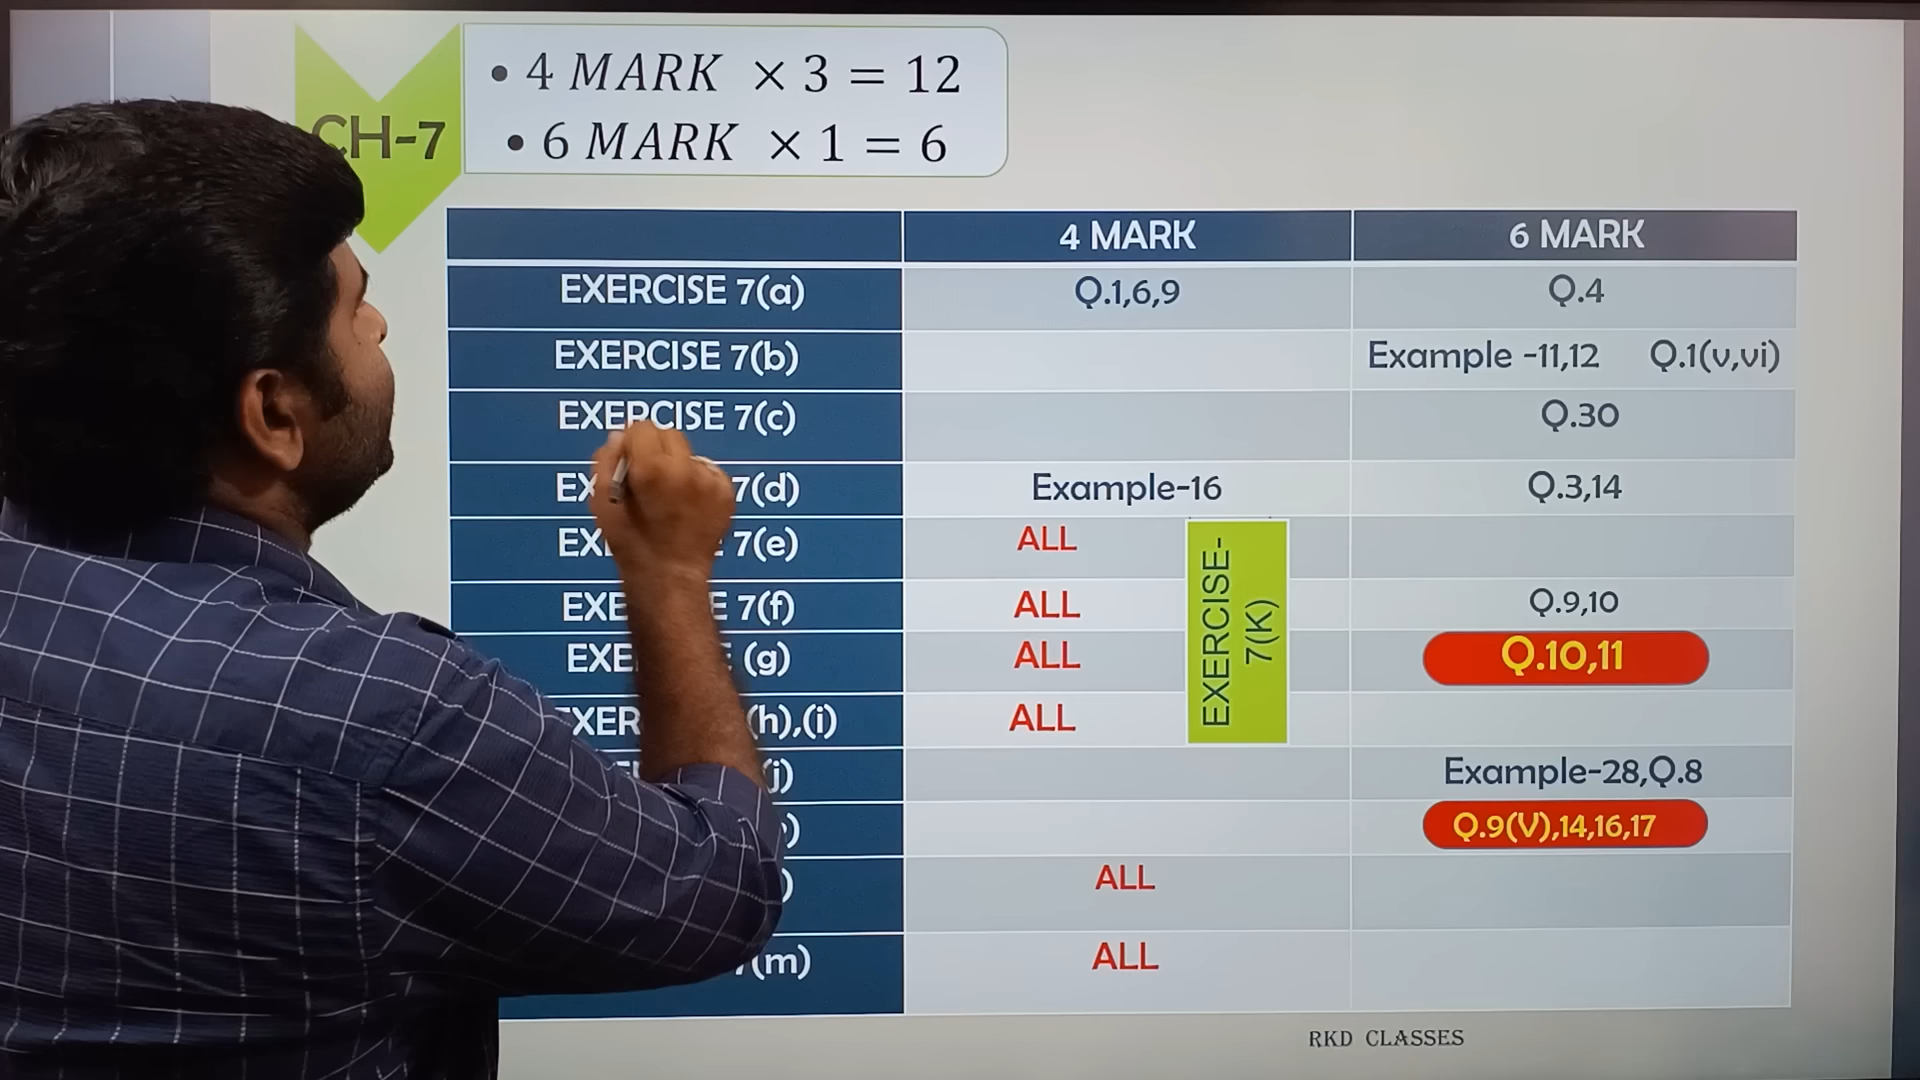 CH-7
• 4 MARK × 3 = 12
• 6 MARK × 1 = 6
4 MARK 6 MARK
EXERCISE 7(a) Q.1,6,9 Q.4
EXERCISE 7(b) Example -11,12 Q.1(v,vi)
EXERCISE 7(c) Q.30
7(d) Example-16 Q.3,14
7(e) ALL
7(f) ALL Q.9,10
(g) ALL Q.10,11
(h),(i) ALL
EXERCISE-
7(K)
(j) Example-28,Q.8
Q.9(V),14,16,17
ALL
(m) ALL
RKD CLASSES